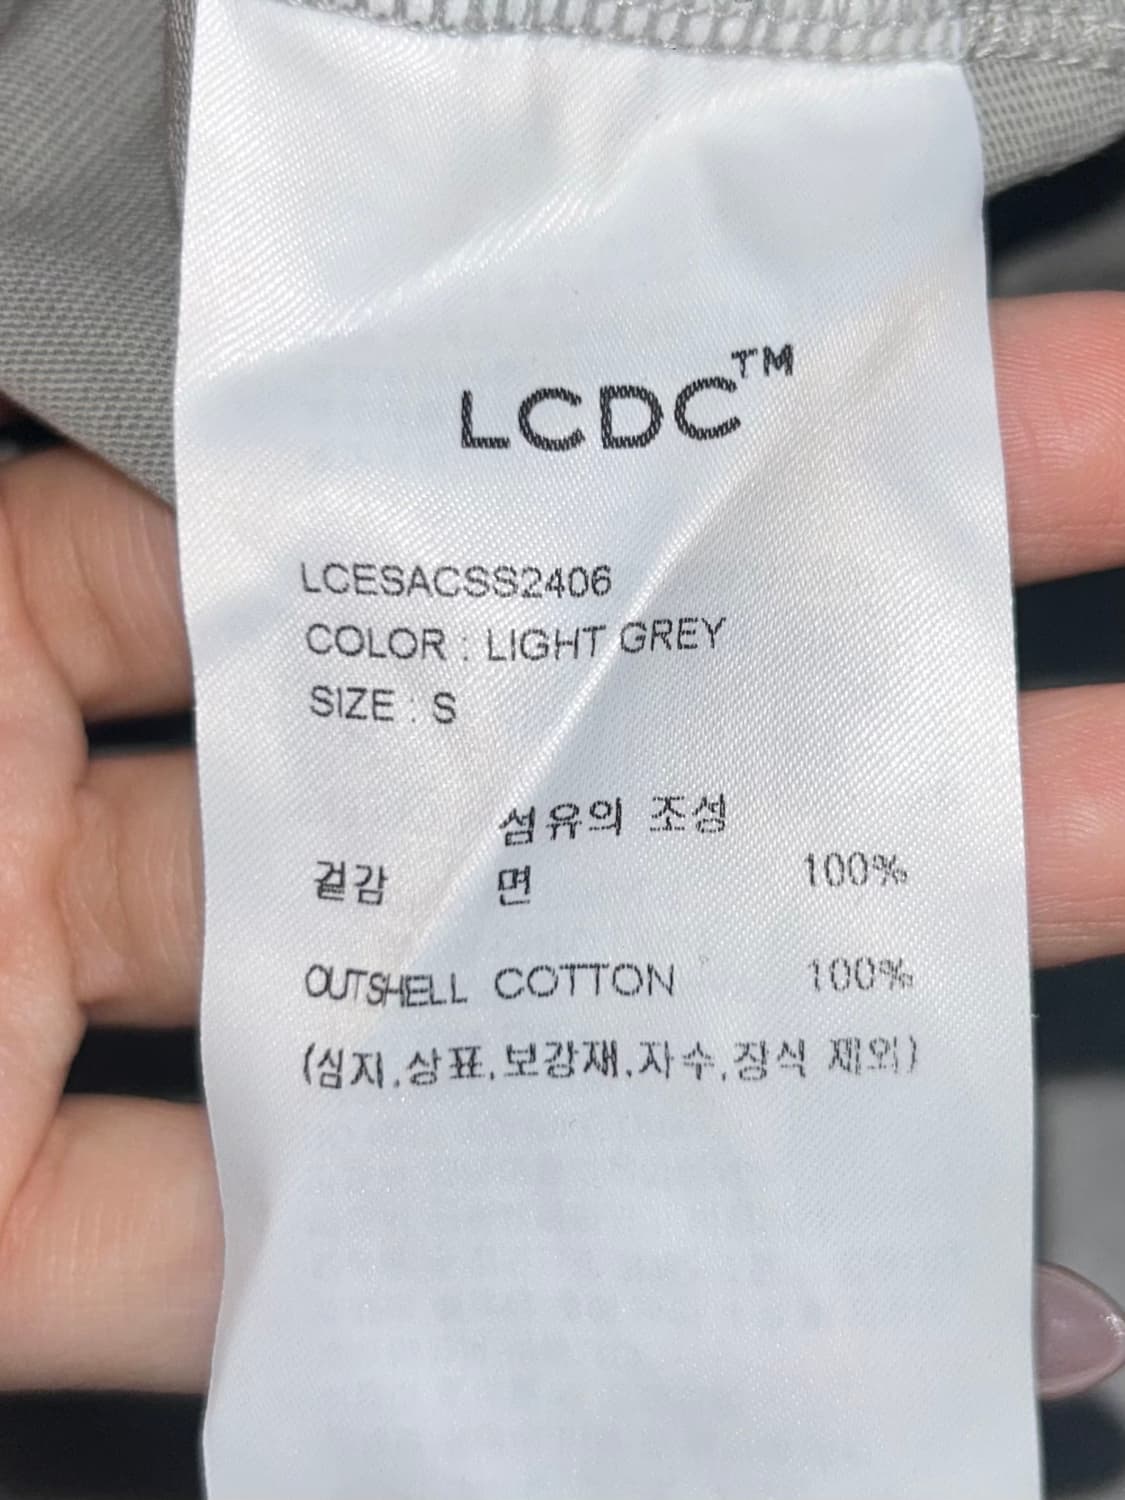 LCDC™
LCESACSS2406
COLOR : LIGHT GREY
SIZE : S
섬유의 조성
겉감 면 100%
OUTSHELL COTTON 100%
(심지,상표,보강재,자수,장식 제외)